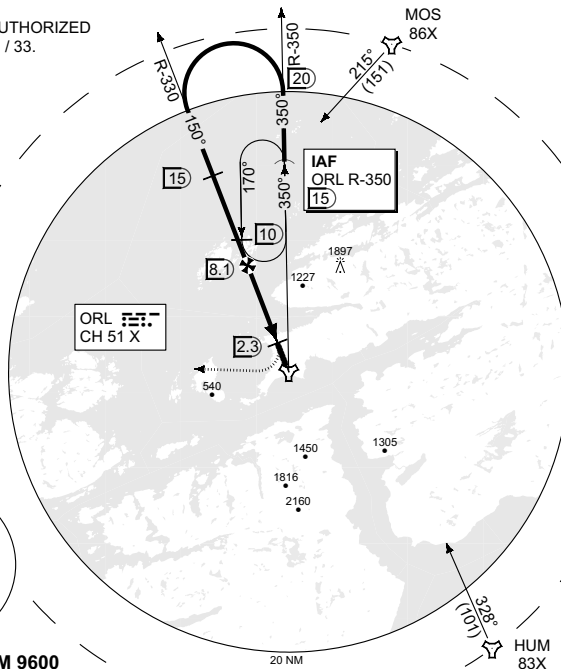 UTHORIZED
/ 33.
MOS
86X
215°
(151)
R-330
R-350
20
150°
350°
IAF
ORL R-350
15
15
170°
350°
10
8.1
1897
1227
ORL
CH 51 X
2.3
540
1450
1305
1816
2160
328°
(101)
HUM
83X
M 9600
20 NM